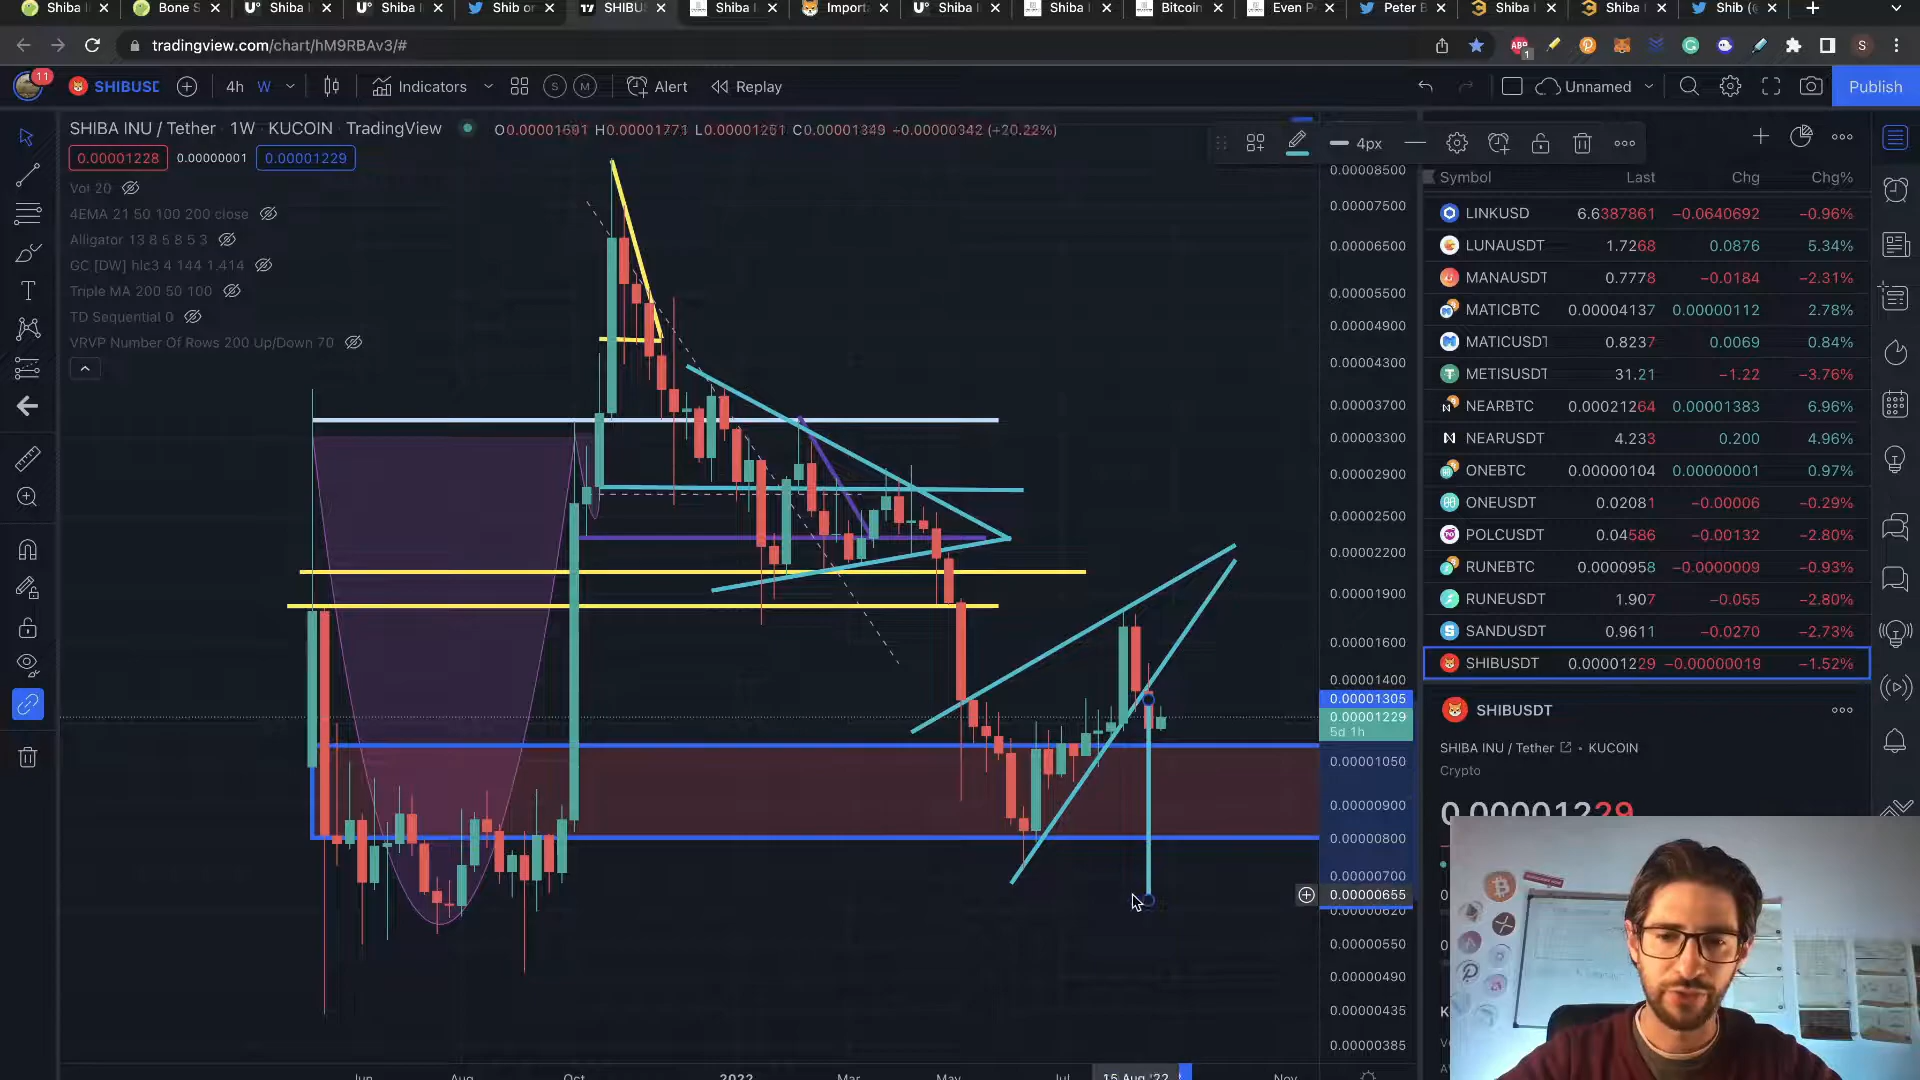 Shiba I
Bone S
Shiba I
Shiba I
Shib or
SHIBUS
Shiba I
Import
Shiba I
Shiba I
Bitcoin
Even P
Peter B
Shiba I
Shiba I
Shib (
tradingview.com/chart/hM9RBAv3/#
ABP
1
S
11
SHIBUSD
4h
W
Indicators
S
M
Alert
Replay
Unnamed
Publish
SHIBA INU / Tether · 1W · KUCOIN · TradingView
O0.00001691 H0.00001771 L0.00001251 C0.00001349 +0.00000342 (+20.22%)
0.00001228
0.00000001
0.00001229
4px
Vol 20
4EMA 21 50 100 200 close
Alligator 13 8 5 8 5 3
GC [DW] hlc3 4 144 1.414
Triple MA 200 50 100
TD Sequential 0
VRVP Number Of Rows 200 Up/Down 70
0.00008500
0.00007500
0.00006500
0.00005500
0.00004900
0.00004300
0.00003700
0.00003300
0.00002900
0.00002500
0.00002200
0.00001900
0.00001600
0.00001400
0.00001305
0.00001229
5d 1h
0.00001050
0.00000900
0.00000800
0.00000700
0.00000655
0.00000620
0.00000550
0.00000490
0.00000435
0.00000385
Jun
Aug
Oct
2022
Mar
May
Jul
15 Aug '22
Nov
Symbol Last Chg Chg%
LINKUSD 6.6387861 −0.0640692 −0.96%
LUNAUSDT 1.7268 0.0876 5.34%
MANAUSDT 0.7778 −0.0184 −2.31%
MATICBTC 0.00004137 0.00000112 2.78%
MATICUSDT 0.8237 0.0069 0.84%
METISUSDT 31.21 −1.22 −3.76%
NEARBTC 0.00021264 0.00001383 6.96%
NEARUSDT 4.233 0.200 4.96%
ONEBTC 0.00000104 0.00000001 0.97%
ONEUSDT 0.02081 −0.00006 −0.29%
POLCUSDT 0.04586 −0.00132 −2.80%
RUNEBTC 0.0000958 −0.0000009 −0.93%
RUNEUSDT 1.907 −0.055 −2.80%
SANDUSDT 0.9611 −0.0270 −2.73%
SHIBUSDT 0.00001229 −0.00000019 −1.52%
SHIBUSDT
SHIBA INU / Tether · KUCOIN
Crypto
0.00001229